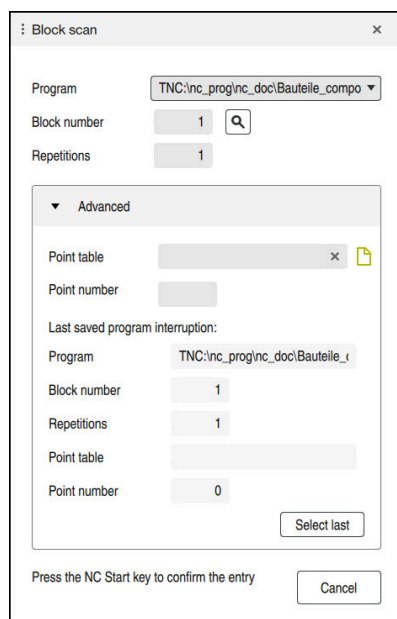 Block scan
Program TNC:\nc_prog\nc_doc\Bauteile_compo
Block number 1
Repetitions 1
Advanced
Point table
Point number
Last saved program interruption:
Program TNC:\nc_prog\nc_doc\Bauteile_c
Block number 1
Repetitions 1
Point table
Point number 0
Select last
Press the NC Start key to confirm the entry
Cancel